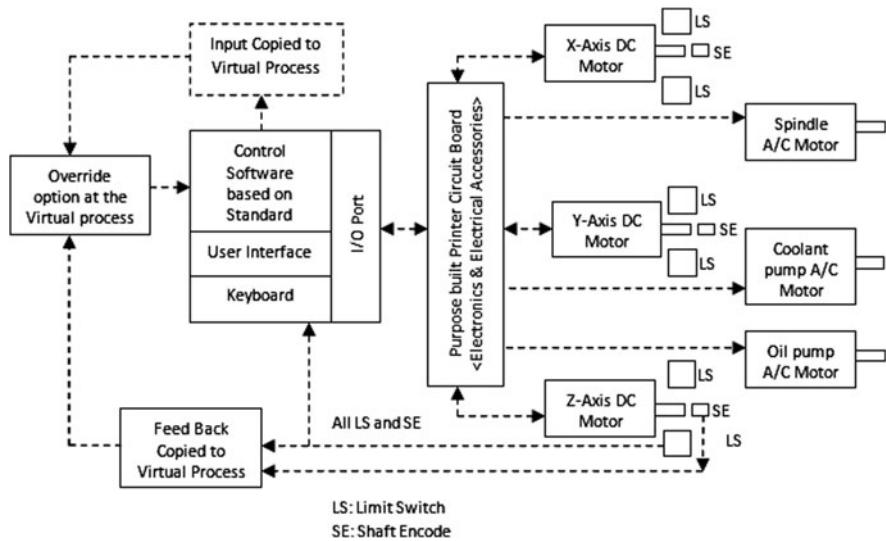 Input Copied to
Virtual Process
Override
option at the
Virtual process
Control
Software
based on
Standard
User Interface
Keyboard
I/O Port
Purpose built Printer Circuit Board
<Electronics & Electrical Accessories>
X-Axis DC
Motor
LS
SE
LS
Spindle
A/C Motor
Y-Axis DC
Motor
LS
SE
LS
Coolant
pump A/C
Motor
Oil pump
A/C Motor
Z-Axis DC
Motor
LS
SE
LS
All LS and SE
Feed Back
Copied to
Virtual Process
LS: Limit Switch
SE: Shaft Encode